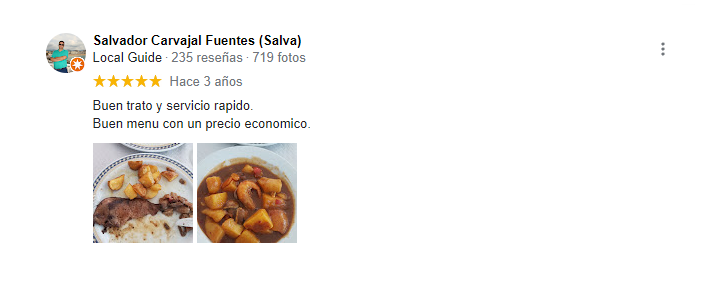 Salvador Carvajal Fuentes (Salva)
Local Guide · 235 reseñas · 719 fotos
Hace 3 años
Buen trato y servicio rapido.
Buen menu con un precio economico.